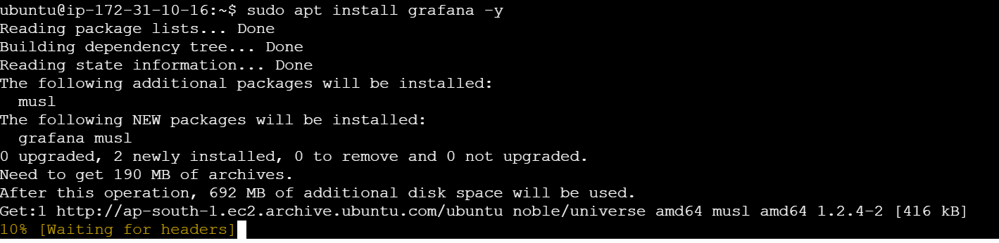 ubuntu@ip-172-31-10-16:~$ sudo apt install grafana -y
Reading package lists... Done
Building dependency tree... Done
Reading state information... Done
The following additional packages will be installed:
  musl
The following NEW packages will be installed:
  grafana musl
0 upgraded, 2 newly installed, 0 to remove and 0 not upgraded.
Need to get 190 MB of archives.
After this operation, 692 MB of additional disk space will be used.
Get:1 http://ap-south-1.ec2.archive.ubuntu.com/ubuntu noble/universe amd64 musl amd64 1.2.4-2 [416 kB]
10% [Waiting for headers]